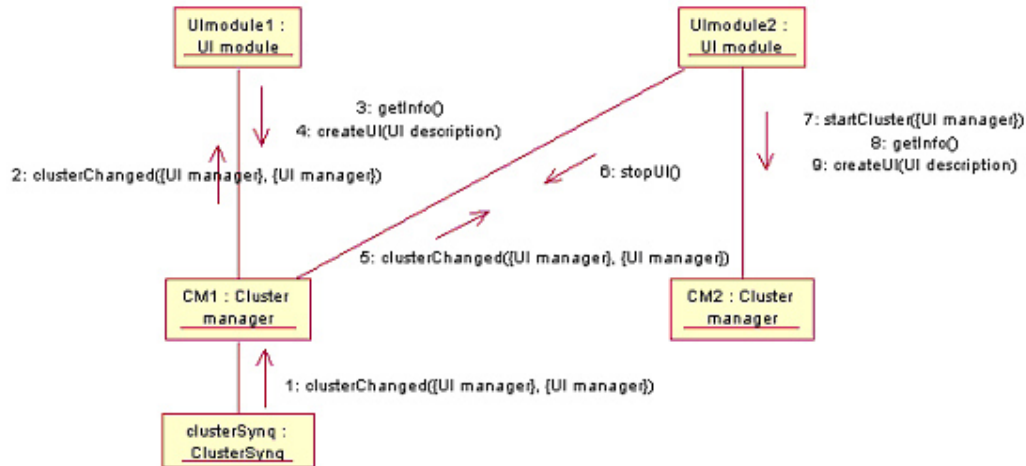 UImodule1 :
UI module
UImodule2 :
UI module
3: getInfo()
4: createUI(UI description)
7: startCluster({UI manager})
8: getInfo()
9: createUI(UI description)
2: clusterChanged({UI manager}, {UI manager})
6: stopUI()
5: clusterChanged({UI manager}, {UI manager})
CM1 : Cluster
manager
CM2 : Cluster
manager
1: clusterChanged({UI manager}, {UI manager})
clusterSynq :
ClusterSynq